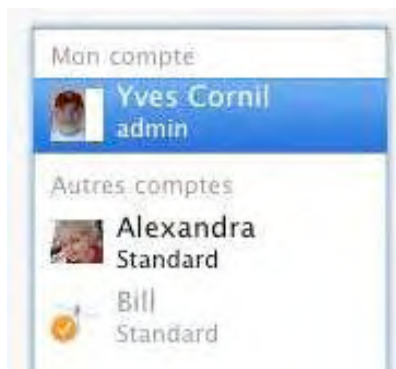 Mon compte
Yves Cornil
admin
Autres comptes
Alexandra
Standard
Bill
Standard